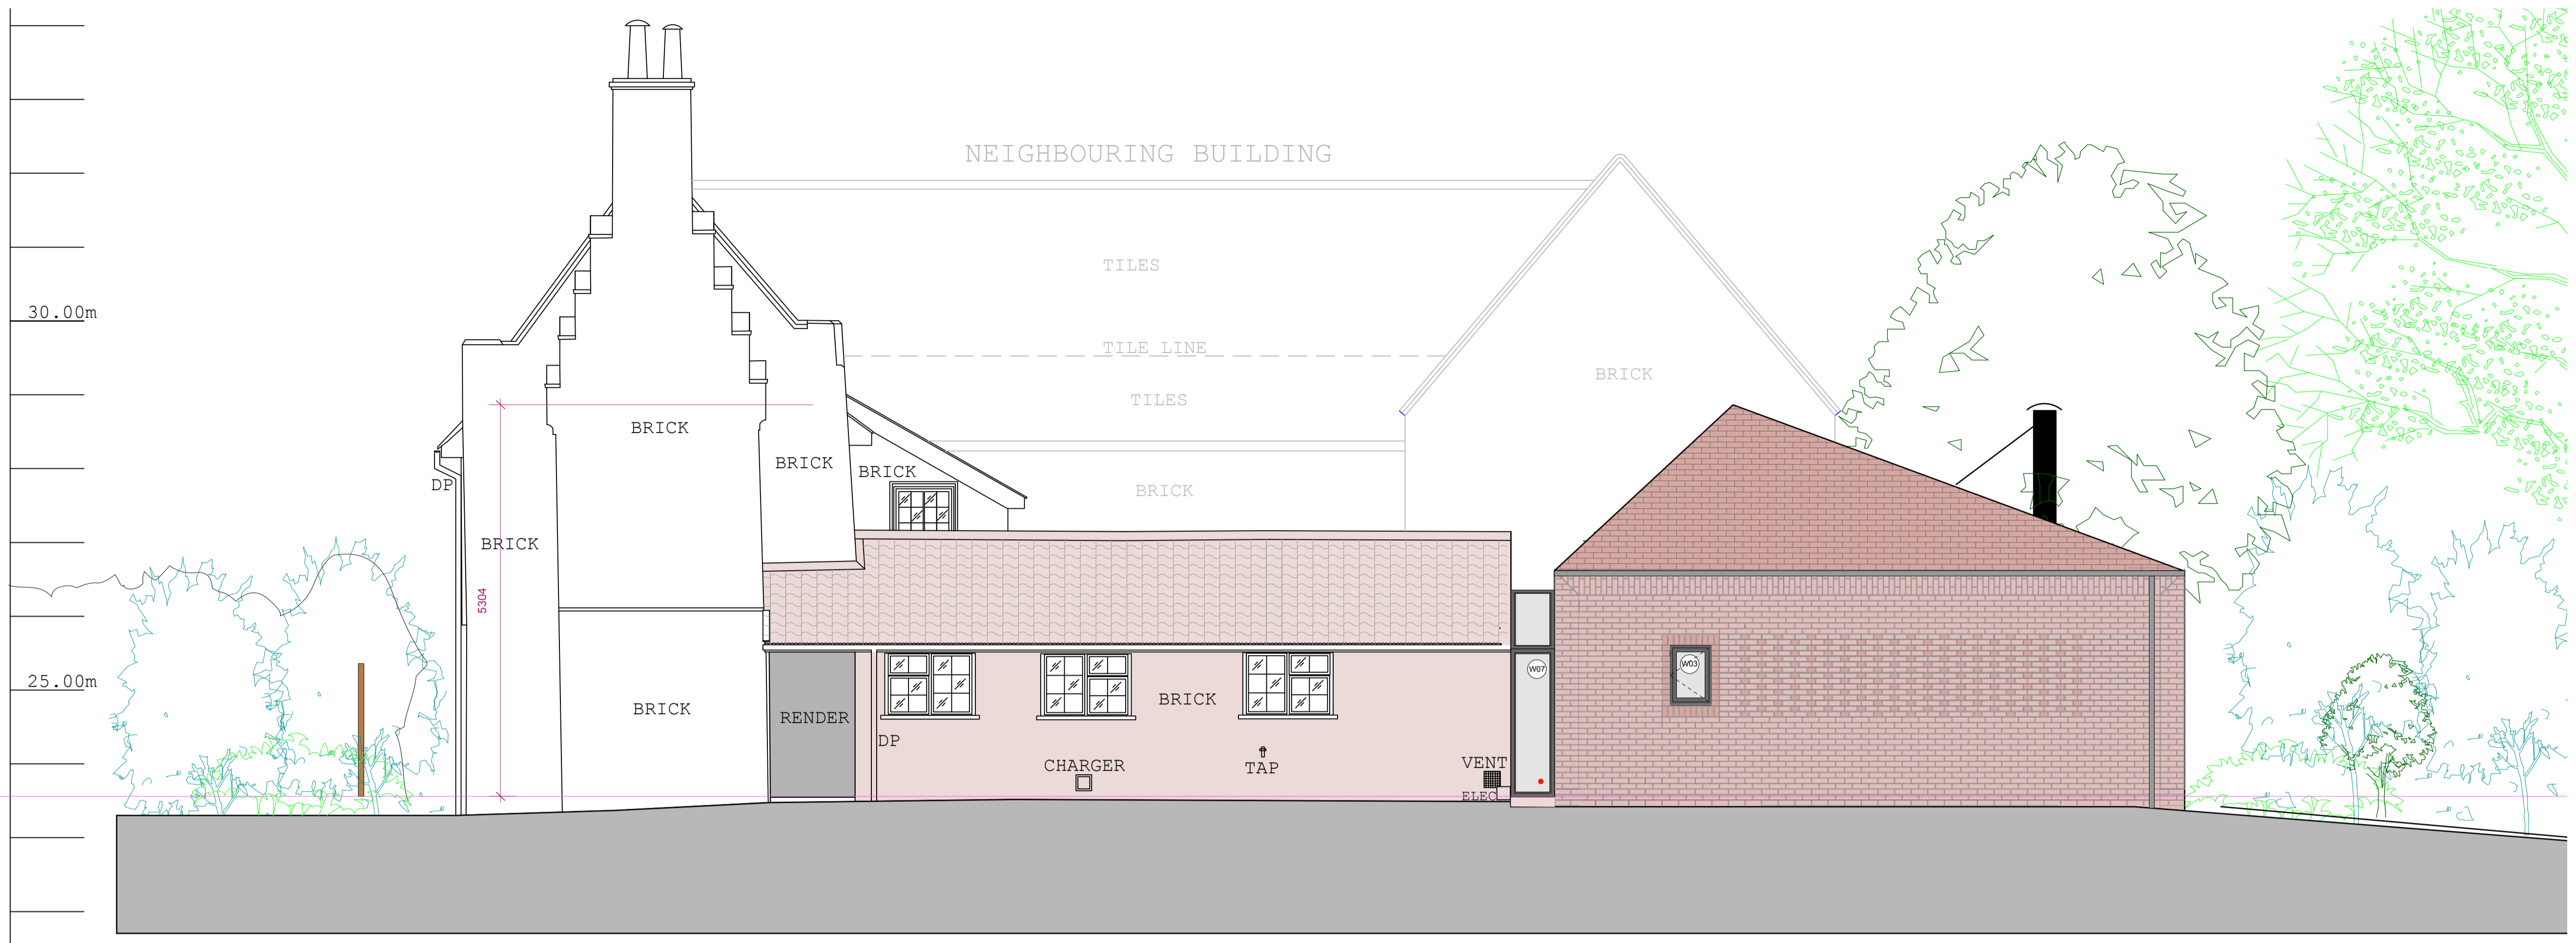 NEIGHBOURING BUILDING
TILES
30.00m
TILE LINE
BRICK
TILES
BRICK
BRICK
BRICK
DP
BRICK
BRICK
5304
W03
W07
25.00m
BRICK
BRICK
RENDER
DP
VENT
CHARGER
TAP
ELEC